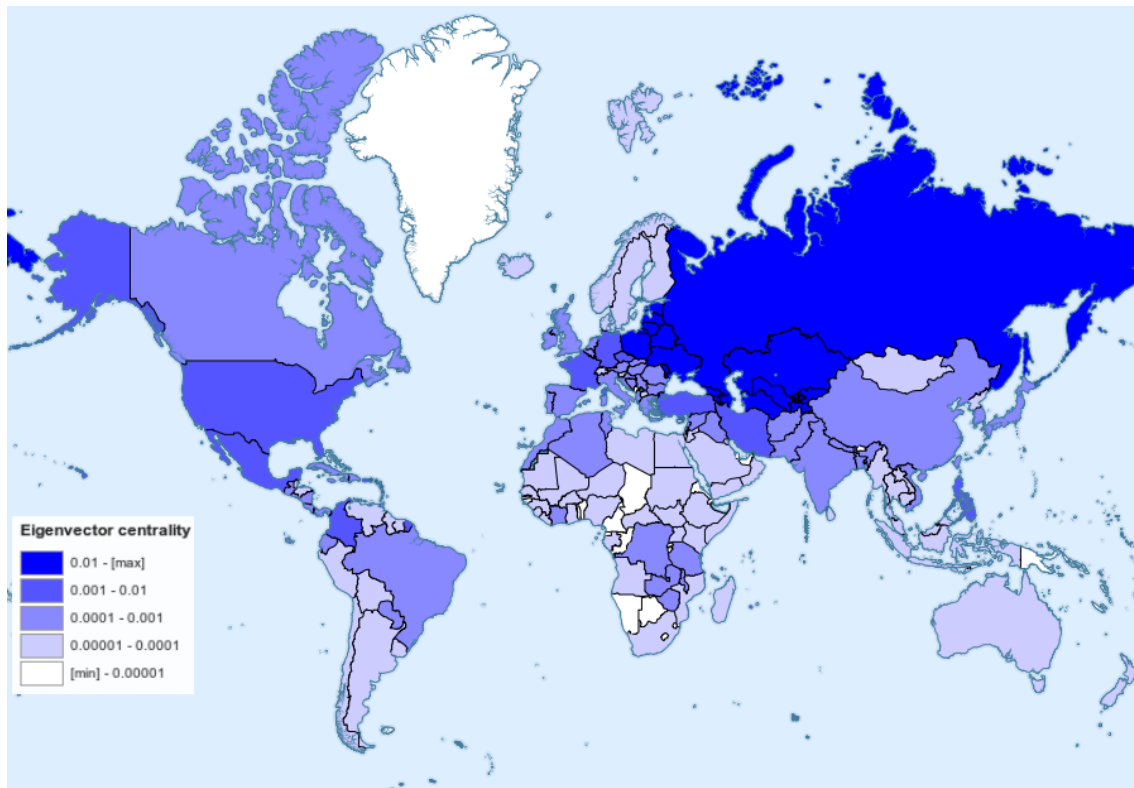 Eigenvector centrality
0.01 - [max]
0.001 - 0.01
0.0001 - 0.001
0.00001 - 0.0001
[min] - 0.00001